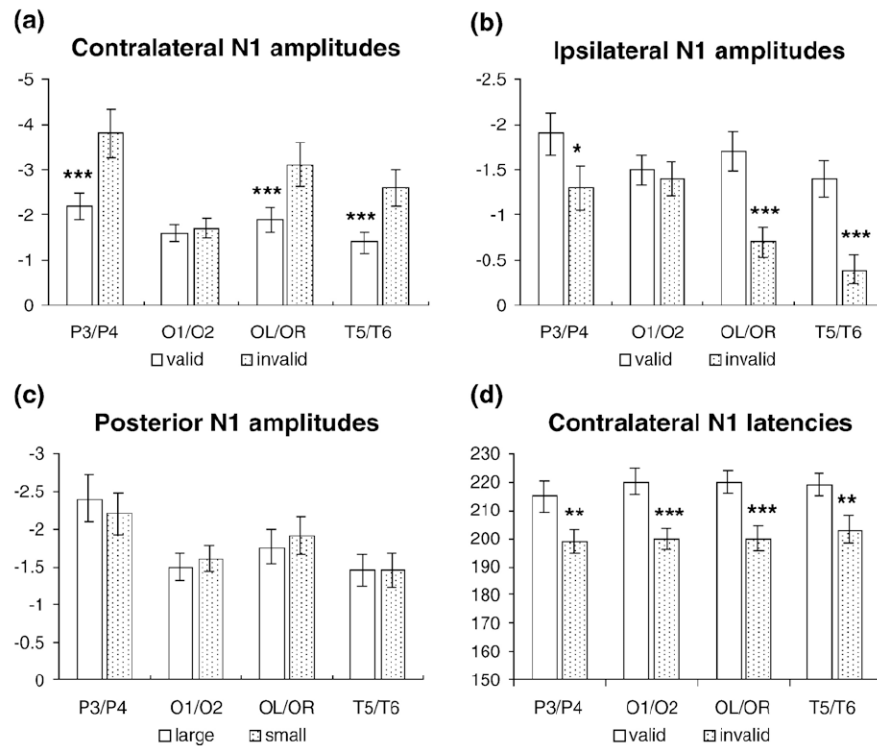 (a)
Contralateral N1 amplitudes
-5
-4
-3
-2
-1
0
***
***
***
P3/P4 O1/O2 OL/OR T5/T6
valid invalid
(b)
Ipsilateral N1 amplitudes
-2.5
-2
-1.5
-1
-0.5
0
*
***
***
P3/P4 O1/O2 OL/OR T5/T6
valid invalid
(c)
Posterior N1 amplitudes
-3
-2.5
-2
-1.5
-1
-0.5
0
P3/P4 O1/O2 OL/OR T5/T6
large small
(d)
Contralateral N1 latencies
230
220
210
200
190
180
170
160
150
**
***
***
**
P3/P4 O1/O2 OL/OR T5/T6
valid invalid